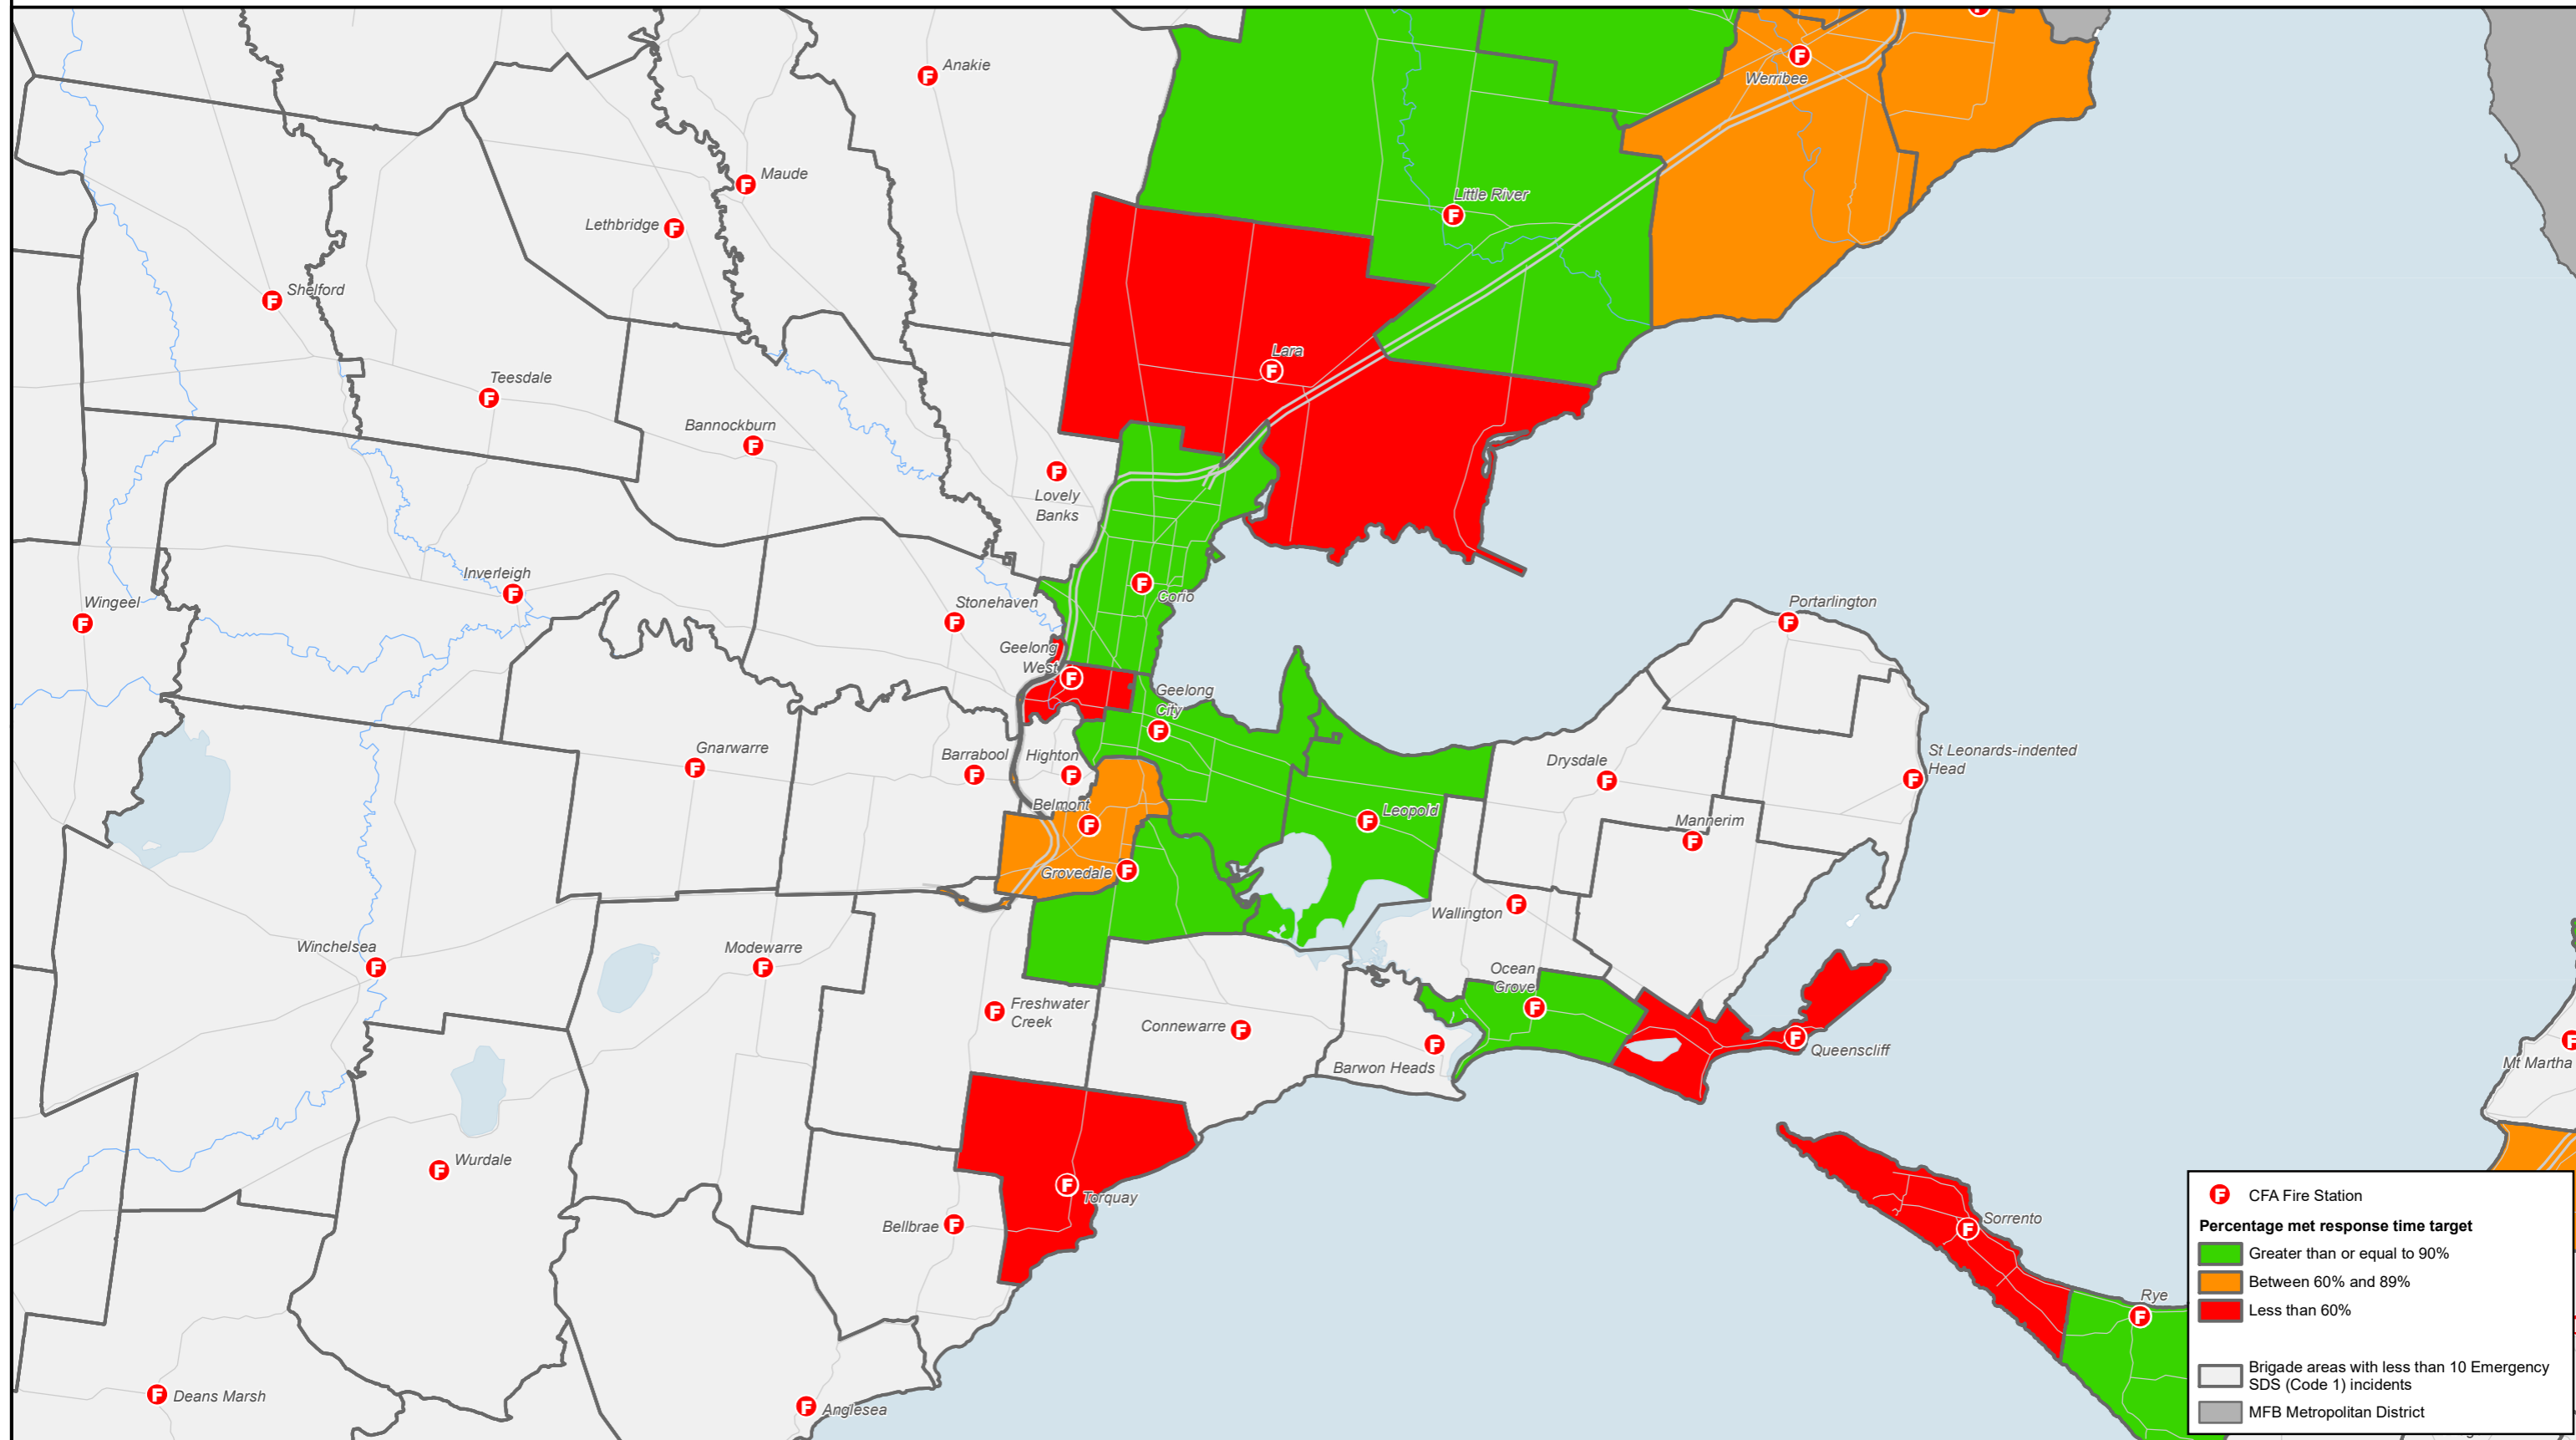 Anakie
Werribee
Maude
Little River
Lethbridge
Shelford
Lara
Teesdale
Bannockburn
Lovely
Banks
Inverleigh
Corio
Wingeel
Stonehaven
Portarlington
Geelong
West
Geelong
City
Gnarwarre
Barrabool
Highton
Drysdale
St Leonards-indented
Head
Belmont
Leopold
Mannerim
Grovedale
Wallington
Winchelsea
Modewarre
Ocean
Grove
Freshwater
Creek
Connewarre
Queenscliff
Barwon Heads
Mt Martha
Wurdale
Torquay
Bellbrae
Sorrento
Rye
Deans Marsh
Anglesea
F CFA Fire Station
Percentage met response time target
Greater than or equal to 90%
Between 60% and 89%
Less than 60%
Brigade areas with less than 10 Emergency
SDS (Code 1) incidents
MFB Metropolitan District